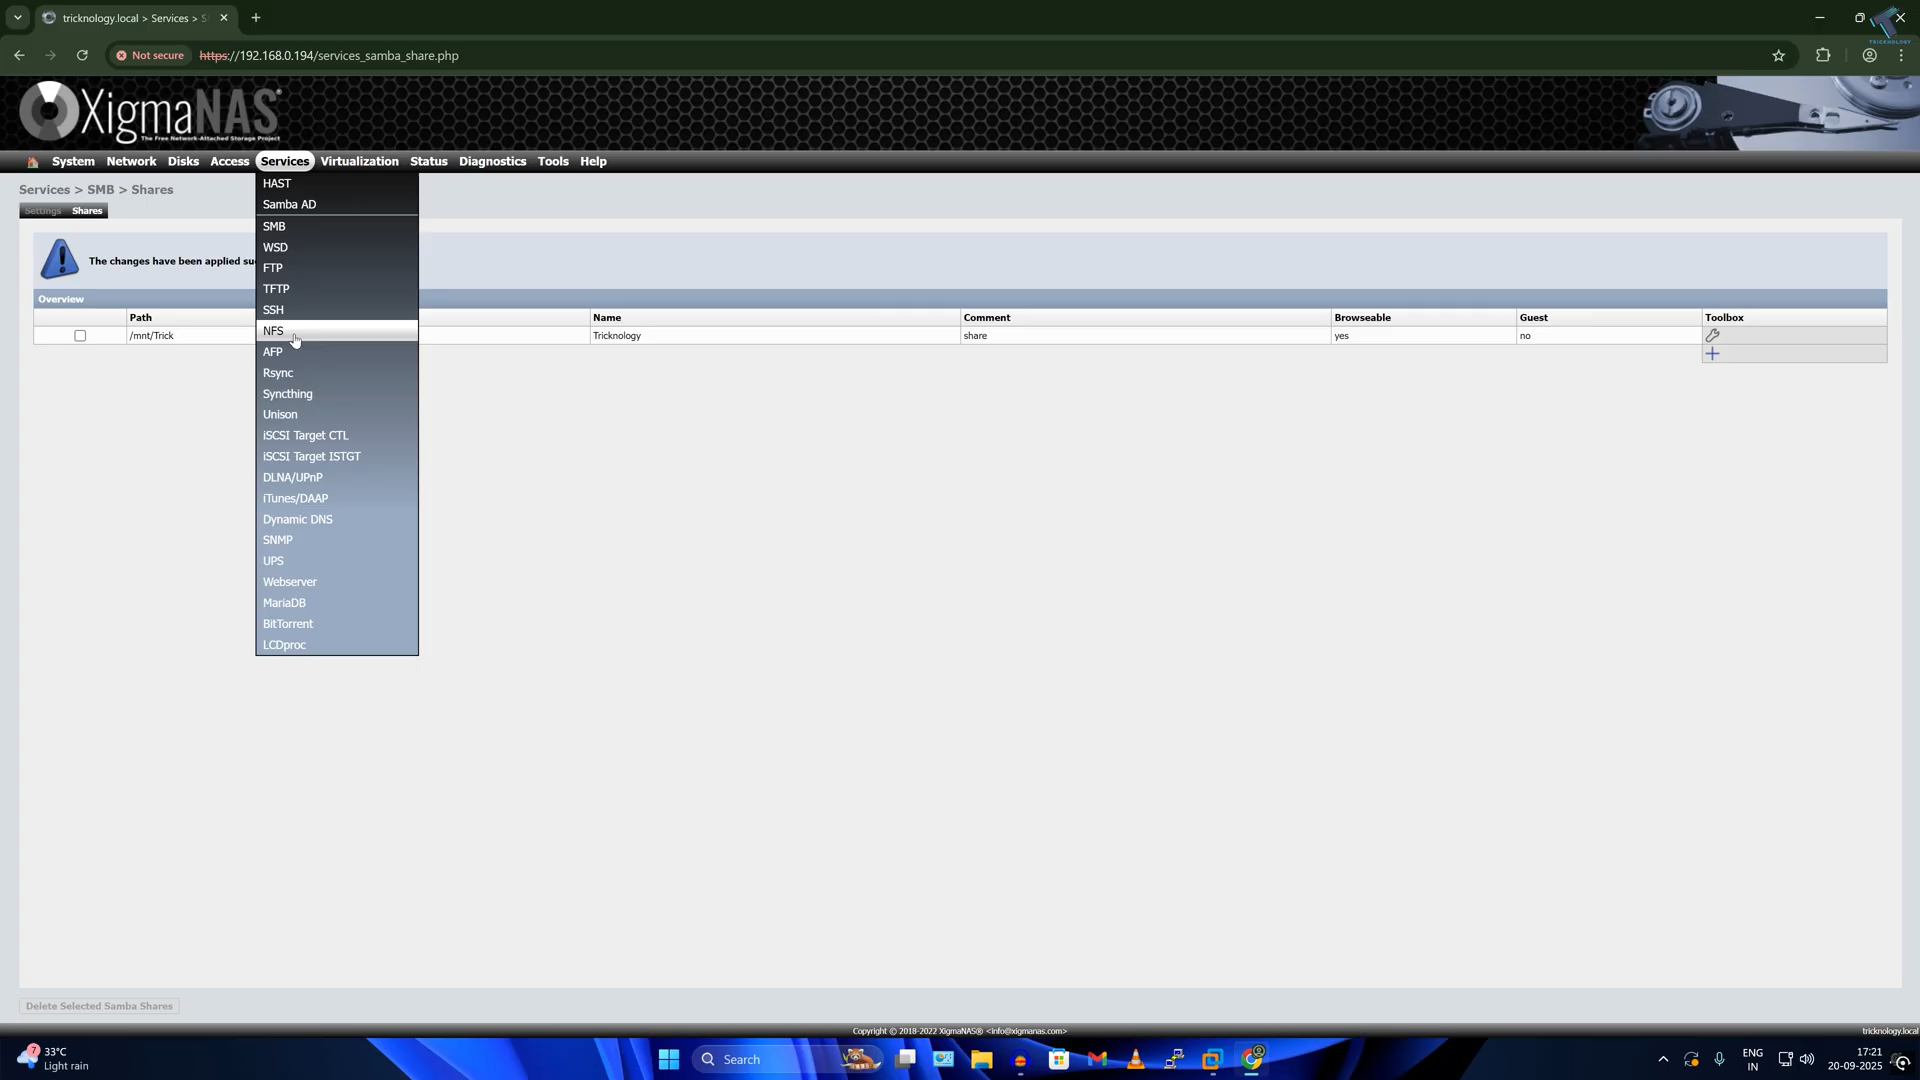 tricknology.local > Services > S
Not secure
https://192.168.0.194/services_samba_share.php
TRICKNOLOGY
XigmaNAS®
The Free Network-Attached Storage Project
System Network Disks Access Services Virtualization Status Diagnostics Tools Help
Services > SMB > Shares
Settings Shares
The changes have been applied su
Overview
Path Name Comment Browseable Guest Toolbox
/mnt/Trick Tricknology share yes no
HAST
Samba AD
SMB
WSD
FTP
TFTP
SSH
NFS
AFP
Rsync
Syncthing
Unison
iSCSI Target CTL
iSCSI Target ISTGT
DLNA/UPnP
iTunes/DAAP
Dynamic DNS
SNMP
UPS
Webserver
MariaDB
BitTorrent
LCDproc
Delete Selected Samba Shares
Copyright © 2018-2022 XigmaNAS® <info@xigmanas.com>
tricknology.local
7
33°C
Light rain
Search
ENG
IN
17:21
20-09-2025